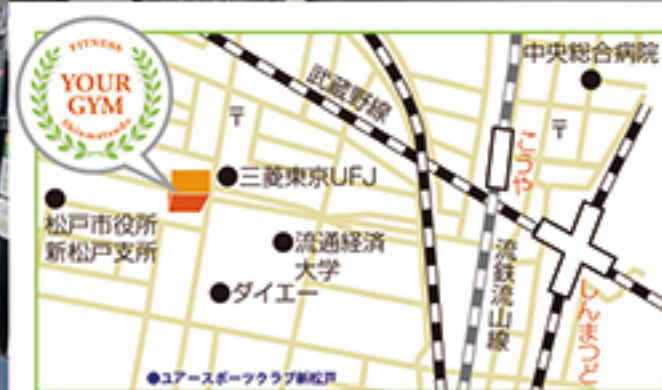 FITNESS
YOUR
GYM
Shinmatsudo
武蔵野線
中央総合病院
〒
〒
こうや
三菱東京UFJ
松戸市役所
新松戸支所
流通経済
大学
ダイエー
流鉄流山線
しんまつど
ユアースポーツクラブ新松戸